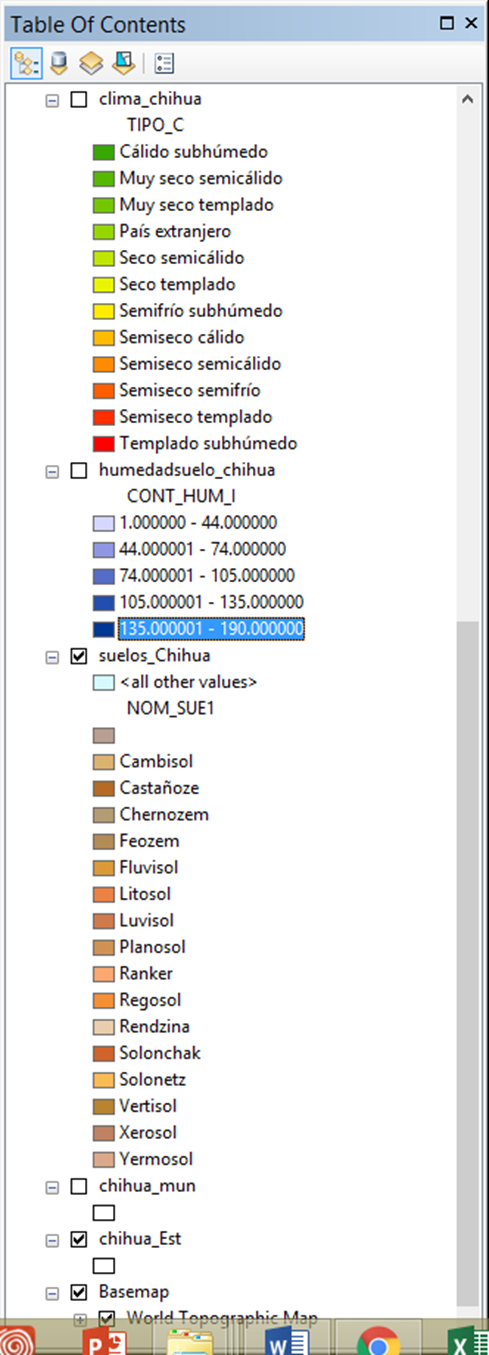 Table Of Contents
clima_chihua
TIPO_C
Cálido subhúmedo
Muy seco semicálido
Muy seco templado
País extranjero
Seco semicálido
Seco templado
Semifrío subhúmedo
Semiseco cálido
Semiseco semicálido
Semiseco semifrío
Semiseco templado
Templado subhúmedo
humedadsuelo_chihua
CONT_HUM_I
1.000000 - 44.000000
44.000001 - 74.000000
74.000001 - 105.000000
105.000001 - 135.000000
135.000001 - 190.000000
suelos_Chihua
<all other values>
NOM_SUE1
Cambisol
Castañoze
Chernozem
Feozem
Fluvisol
Litosol
Luvisol
Planosol
Ranker
Regosol
Rendzina
Solonchak
Solonetz
Vertisol
Xerosol
Yermosol
chihua_mun
chihua_Est
Basemap
World Topographic Map